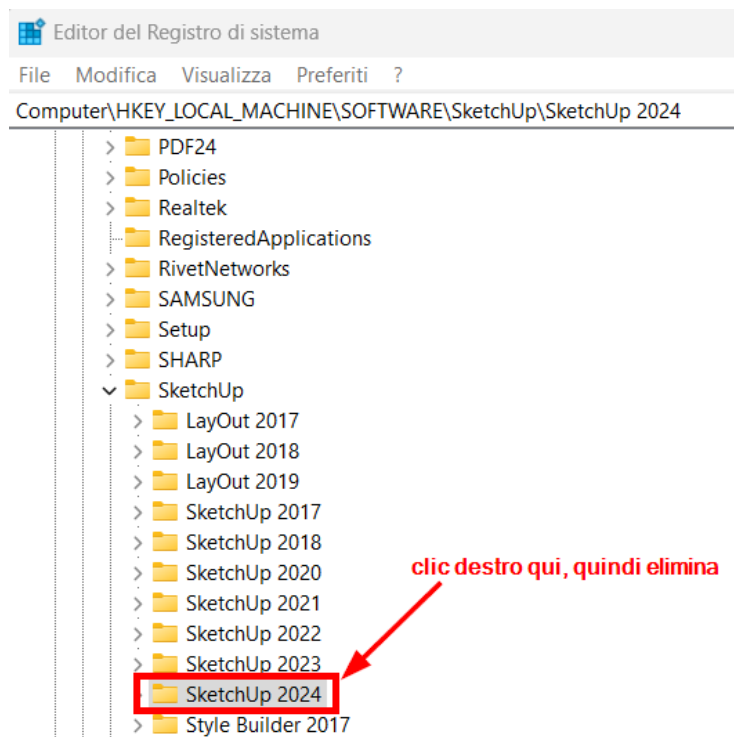 Editor del Registro di sistema
File Modifica Visualizza Preferiti ?
Computer\HKEY_LOCAL_MACHINE\SOFTWARE\SketchUp\SketchUp 2024
PDF24
Policies
Realtek
RegisteredApplications
RivetNetworks
SAMSUNG
Setup
SHARP
SketchUp
LayOut 2017
LayOut 2018
LayOut 2019
SketchUp 2017
SketchUp 2018
SketchUp 2020
clic destro qui, quindi elimina
SketchUp 2021
SketchUp 2022
SketchUp 2023
SketchUp 2024
Style Builder 2017